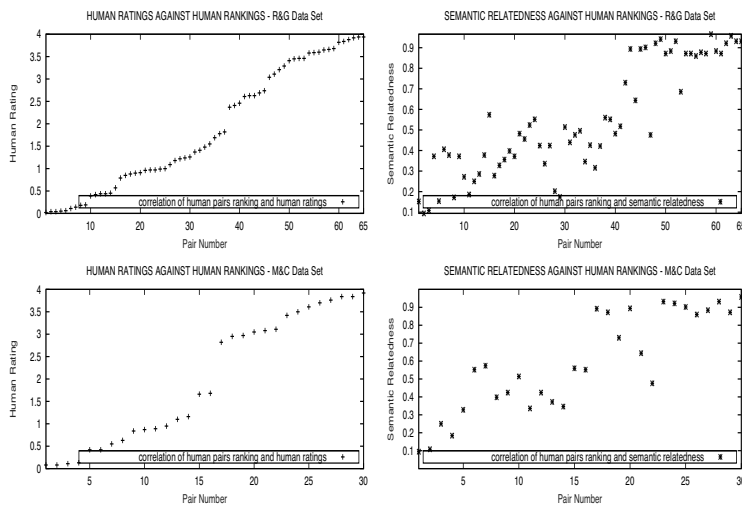 HUMAN RATINGS AGAINST HUMAN RANKINGS - R&G Data Set
4
3.5
3
2.5
2
1.5
1
0.5
0
Human Rating
correlation of human pairs ranking and human ratings
10 20 30 40 50 60 65
Pair Number
SEMANTIC RELATEDNESS AGAINST HUMAN RANKINGS - R&G Data Set
0.9
0.8
0.7
0.6
0.5
0.4
0.3
0.2
0.1
Semantic Relatedness
correlation of human pairs ranking and semantic relatedness
10 20 30 40 50 60 65
Pair Number
HUMAN RATINGS AGAINST HUMAN RANKINGS - M&C Data Set
4
3.5
3
2.5
2
1.5
1
0.5
0
Human Rating
correlation of human pairs ranking and human ratings
5 10 15 20 25 30
Pair Number
SEMANTIC RELATEDNESS AGAINST HUMAN RANKINGS - M&C Data Set
0.9
0.8
0.7
0.6
0.5
0.4
0.3
0.2
0.1
Semantic Relatedness
correlation of human pairs ranking and semantic relatedness
5 10 15 20 25 30
Pair Number